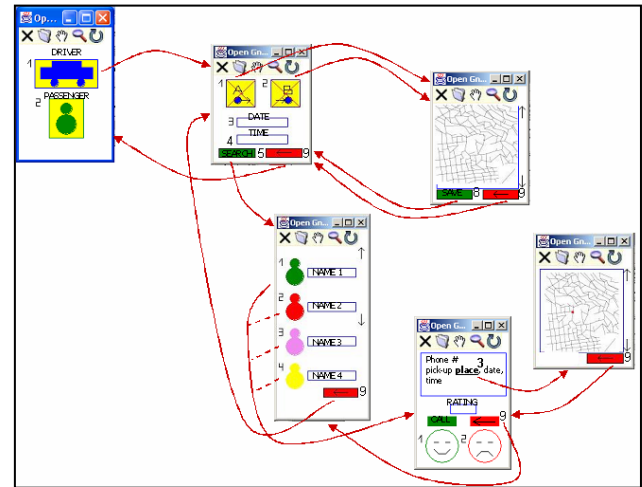 Op...
DRIVER
1
PASSENGER
2
Open Gn...
1 A 2 B
3 DATE
4 TIME
SEARCH 5 ← 9
Open Gn...
SAVE 8 ← 9
Open Gn...
1 NAME 1
2 NAME 2
3 NAME 3
4 NAME 4
← 9
Open G...
Phone # 3
pick-up place, date,
time
RATING
CALL ← 9
1 2
Open Gn...
← 9